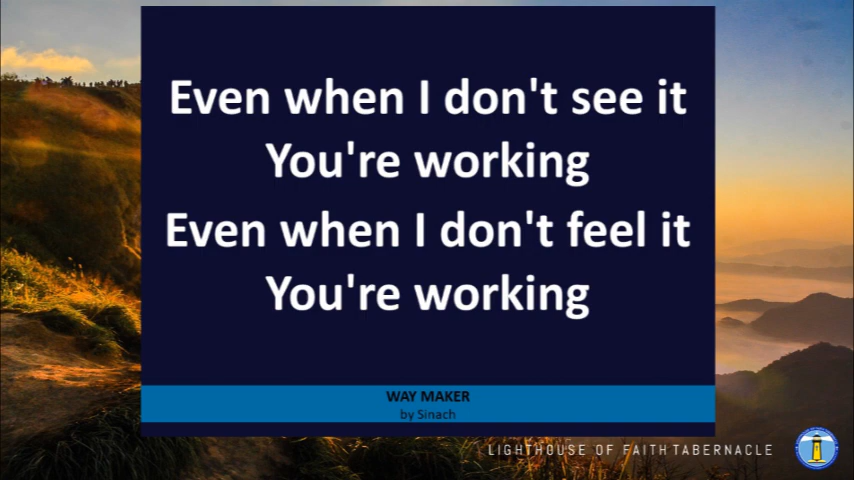 Even when I don't see it
You're working
Even when I don't feel it
You're working
WAY MAKER
by Sinach
LIGHTHOUSE OF FAITH TABERNACLE